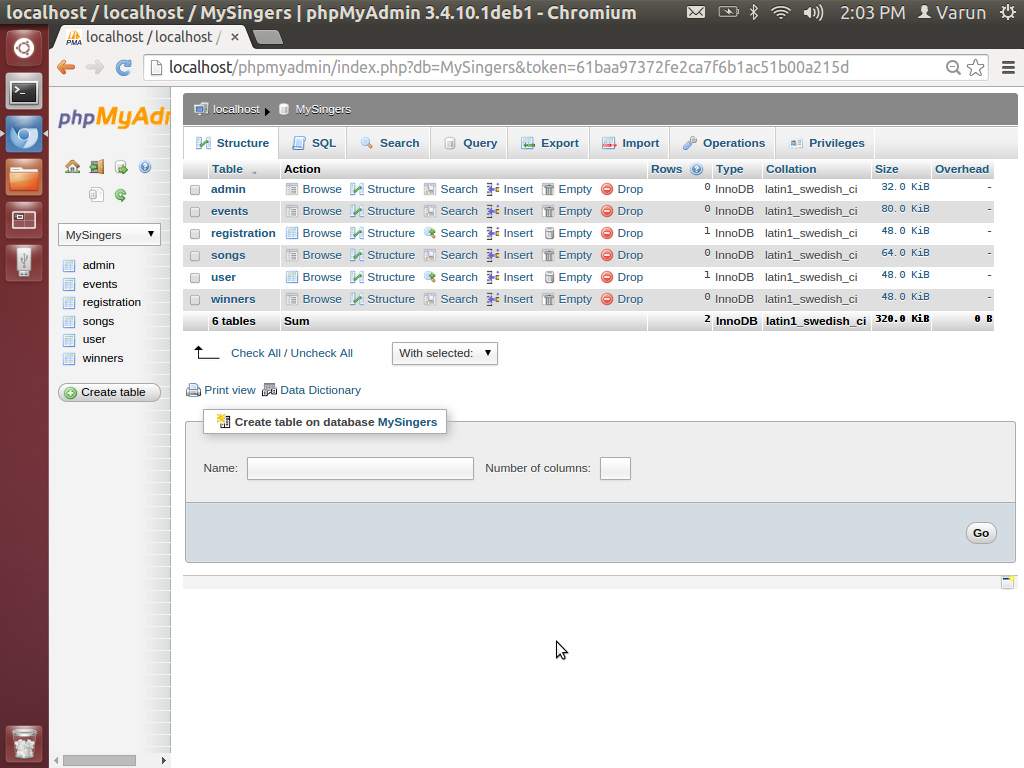 localhost / localhost / MySingers | phpMyAdmin 3.4.10.1deb1 - Chromium 2:03 PM Varun
PMA localhost / localhost / ×
localhost/phpmyadmin/index.php?db=MySingers&token=61baa97372fe2ca7f6b1ac51b00a215d
phpMyAdm
MySingers
admin
events
registration
songs
user
winners
Create table
localhost MySingers
Structure SQL Search Query Export Import Operations Privileges
Table Action Rows Type Collation Size Overhead
admin Browse Structure Search Insert Empty Drop 0 InnoDB latin1_swedish_ci 32.0 KiB -
events Browse Structure Search Insert Empty Drop 0 InnoDB latin1_swedish_ci 80.0 KiB -
registration Browse Structure Search Insert Empty Drop 1 InnoDB latin1_swedish_ci 48.0 KiB -
songs Browse Structure Search Insert Empty Drop 0 InnoDB latin1_swedish_ci 64.0 KiB -
user Browse Structure Search Insert Empty Drop 1 InnoDB latin1_swedish_ci 48.0 KiB -
winners Browse Structure Search Insert Empty Drop 0 InnoDB latin1_swedish_ci 48.0 KiB -
6 tables Sum 2 InnoDB latin1_swedish_ci 320.0 KiB 0 B
Check All / Uncheck All With selected:
Print view Data Dictionary
Create table on database MySingers
Name: Number of columns:
Go